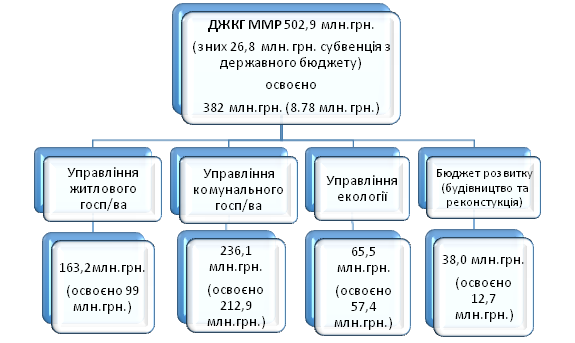 ДЖКГ ММР 502,9 млн.грн.
(зних 26,8 млн. грн. субвенція з
державного бюджету)
освоєно
382 млн.грн. (8.78 млн. грн.)
Управління
житлового
госп/ва
Управління
комунального
госп/ва
Управління
екології
Бюджет розвитку
(будівництво та
реконстукція)
163,2млн.грн.
(освоєно 99
млн.грн.)
236,1
млн.грн.
(освоєно
212,9
млн.грн.)
65,5
млн.грн.
(освоєно
57,4
млн.грн.)
38,0 млн.грн.
(освоєно
12,7
млн.грн.)